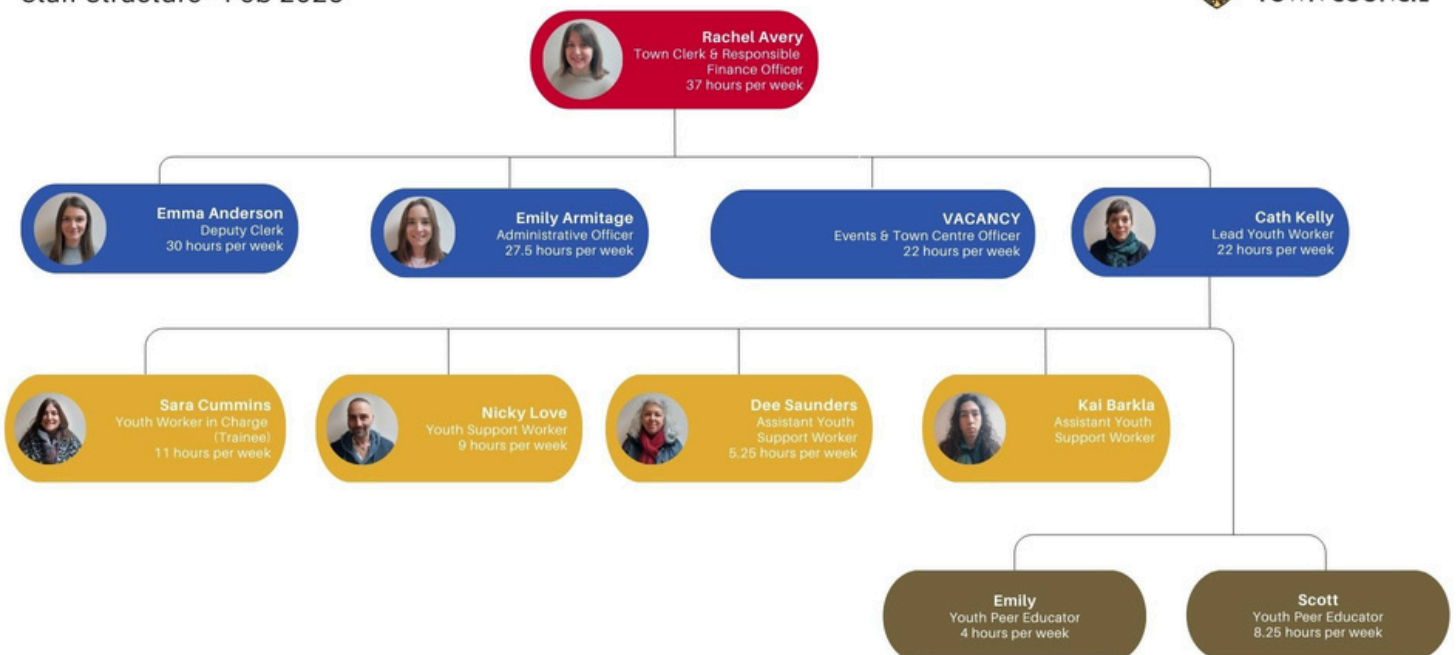 Rachel Avery
Town Clerk & Responsible
Finance Officer
37 hours per week
Emma Anderson
Deputy Clerk
30 hours per week
Emily Armitage
Administrative Officer
27.5 hours per week
VACANCY
Events & Town Centre Officer
22 hours per week
Cath Kelly
Lead Youth Worker
22 hours per week
Sara Cummins
Youth Worker in Charge
(Trainee)
11 hours per week
Nicky Love
Youth Support Worker
9 hours per week
Dee Saunders
Assistant Youth
Support Worker
5.25 hours per week
Kai Barkla
Assistant Youth
Support Worker
Emily
Youth Peer Educator
4 hours per week
Scott
Youth Peer Educator
8.25 hours per week